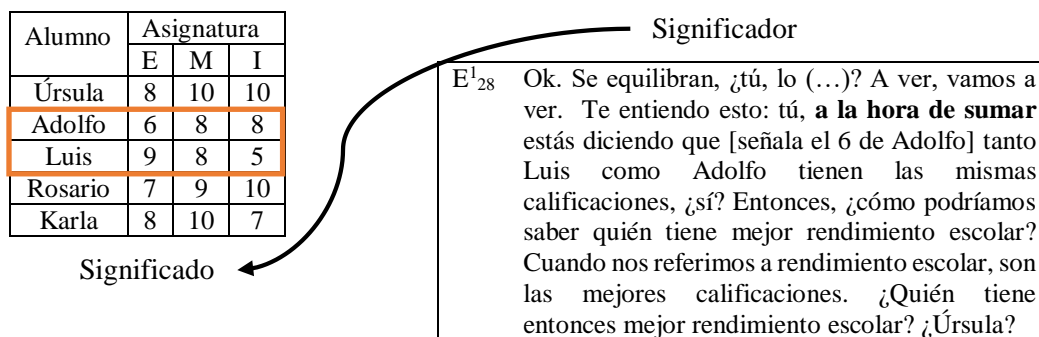 Alumno Asignatura
E M I
Úrsula 8 10 10
Adolfo 6 8 8
Luis 9 8 5
Rosario 7 9 10
Karla 8 10 7
Significado
Significador
E¹₂₈ Ok. Se equilibran, ¿tú, lo (…)? A ver, vamos a
ver. Te entiendo esto: tú, a la hora de sumar
estás diciendo que [señala el 6 de Adolfo] tanto
Luis como Adolfo tienen las mismas
calificaciones, ¿sí? Entonces, ¿cómo podríamos
saber quién tiene mejor rendimiento escolar?
Cuando nos referimos a rendimiento escolar, son
las mejores calificaciones. ¿Quién tiene
entonces mejor rendimiento escolar? ¿Úrsula?